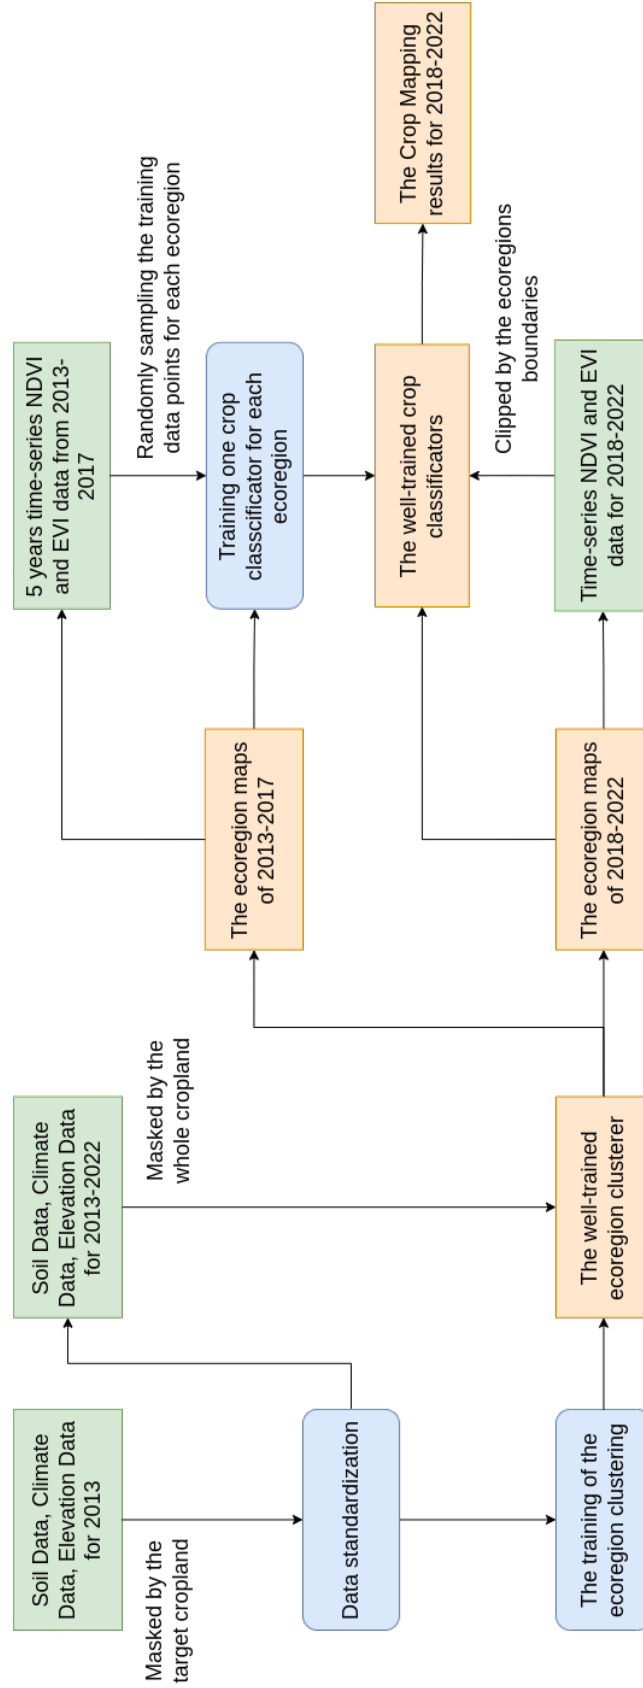 Soil Data, Climate
Data, Elevation Data
for 2013
Masked by the
target cropland
Data standardization
The training of the
ecoregion clustering
Soil Data, Climate
Data, Elevation Data
for 2013-2022
Masked by the
whole cropland
The well-trained
ecoregion clusterer
The ecoregion maps
of 2013-2017
The ecoregion maps
of 2018-2022
5 years time-series NDVI
and EVI data from 2013-
2017
Randomly sampling the training
data points for each ecoregion
Training one crop
classcificator for each
ecoregion
The well-trained crop
classificators
Clipped by the ecoregions
boundaries
Time-series NDVI and EVI
data for 2018-2022
The Crop Mapping
results for 2018-2022